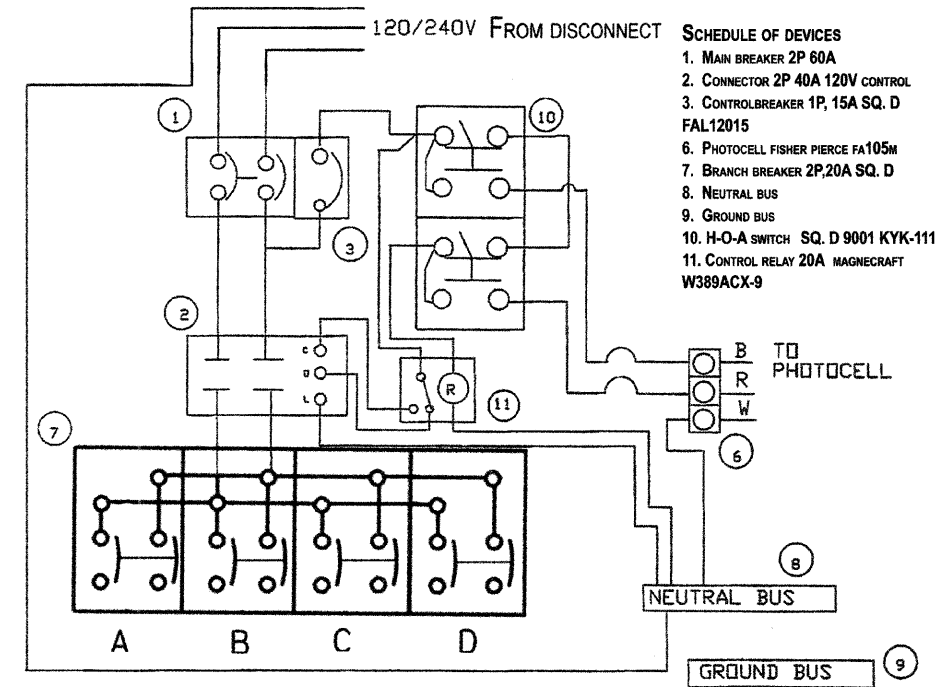 120/240V FROM DISCONNECT
SCHEDULE OF DEVICES
1. MAIN BREAKER 2P 60A
2. CONNECTOR 2P 40A 120V CONTROL
3. CONTROLBREAKER 1P, 15A SQ. D
FAL12015
6. PHOTOCELL FISHER PIERCE FA105M
7. BRANCH BREAKER 2P,20A SQ. D
8. NEUTRAL BUS
9. GROUND BUS
10. H-O-A SWITCH SQ. D 9001 KYK-111
11. CONTROL RELAY 20A MAGNECRAFT
W389ACX-9
1
10
3
2
C
L
R
11
B
R
W
TO
PHOTOCELL
6
7
A B C D
8
NEUTRAL BUS
9
GROUND BUS